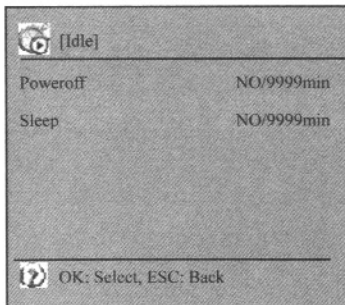 [Idle]
Poweroff NO/9999min
Sleep NO/9999min
OK: Select, ESC: Back